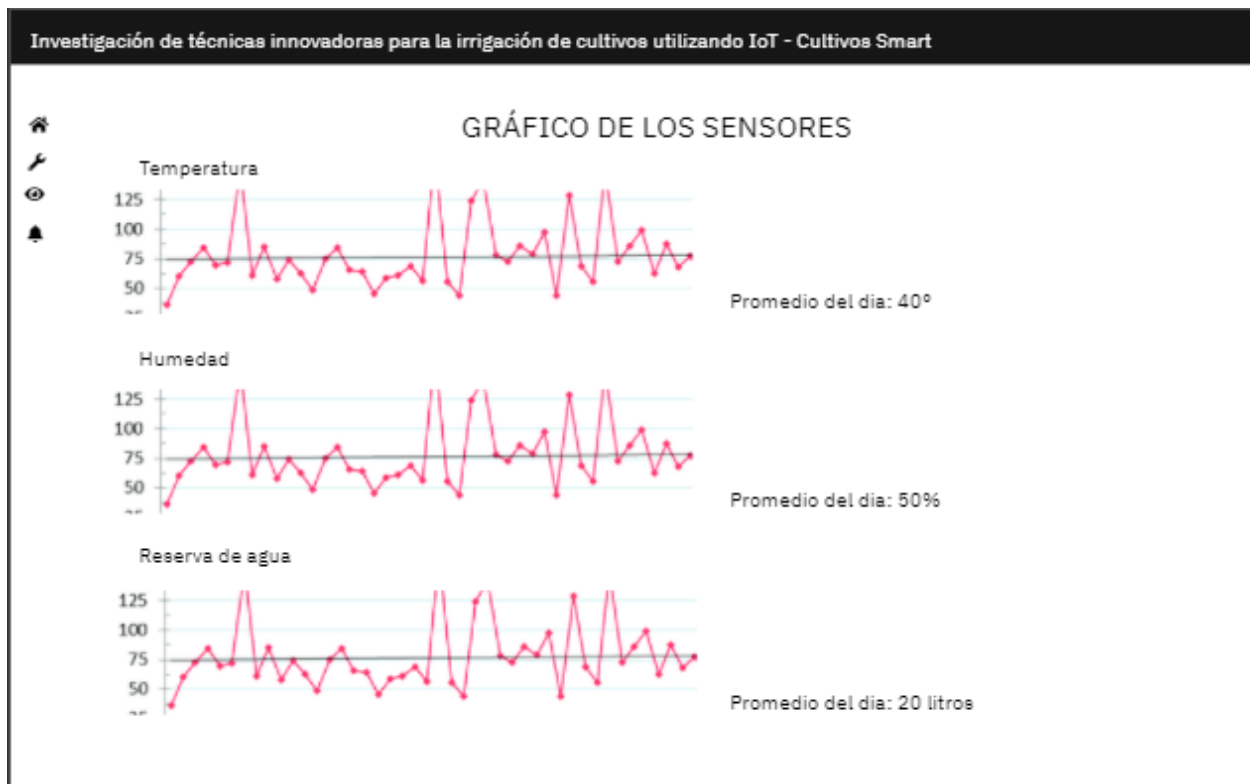 Investigación de técnicas innovadoras para la irrigación de cultivos utilizando IoT - Cultivos Smart
GRÁFICO DE LOS SENSORES
Temperatura
125
100
75
50
Promedio del dia: 40º
Humedad
125
100
75
50
Promedio del dia: 50%
Reserva de agua
125
100
75
50
Promedio del dia: 20 litros